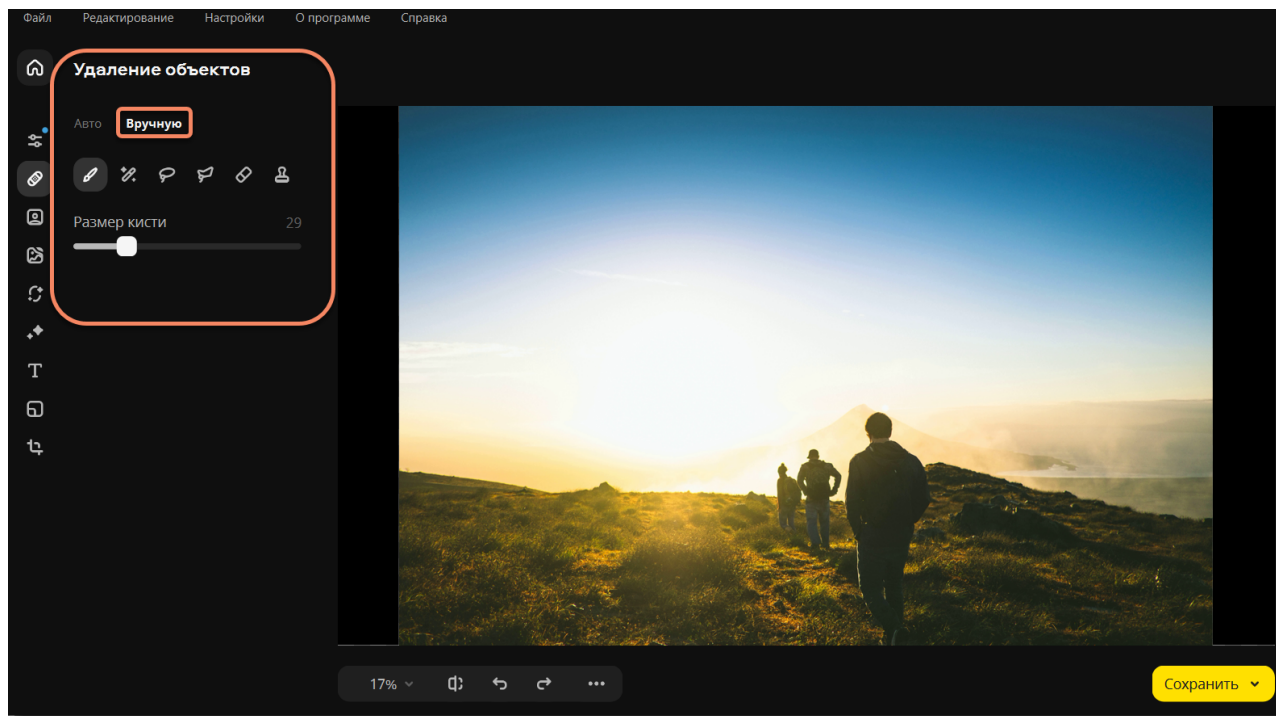 Файл Редактирование Настройки О программе Справка
Удаление объектов
Авто Вручную
Размер кисти 29
17%
Сохранить